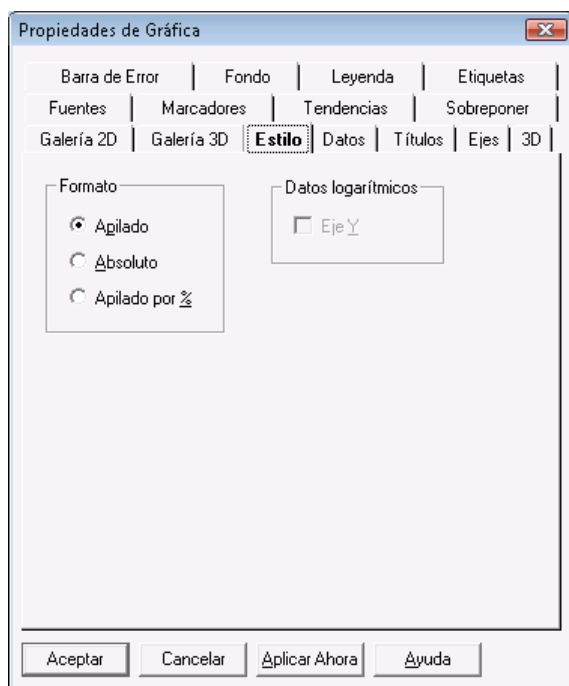 Propiedades de Gráfica
Barra de Error Fondo Leyenda Etiquetas
Fuentes Marcadores Tendencias Sobreponer
Galería 2D Galería 3D Estilo Datos Títulos Ejes 3D
Formato Datos logarítmicos
Apilado Eje Y
Absoluto
Apilado por %
Aceptar Cancelar Aplicar Ahora Ayuda